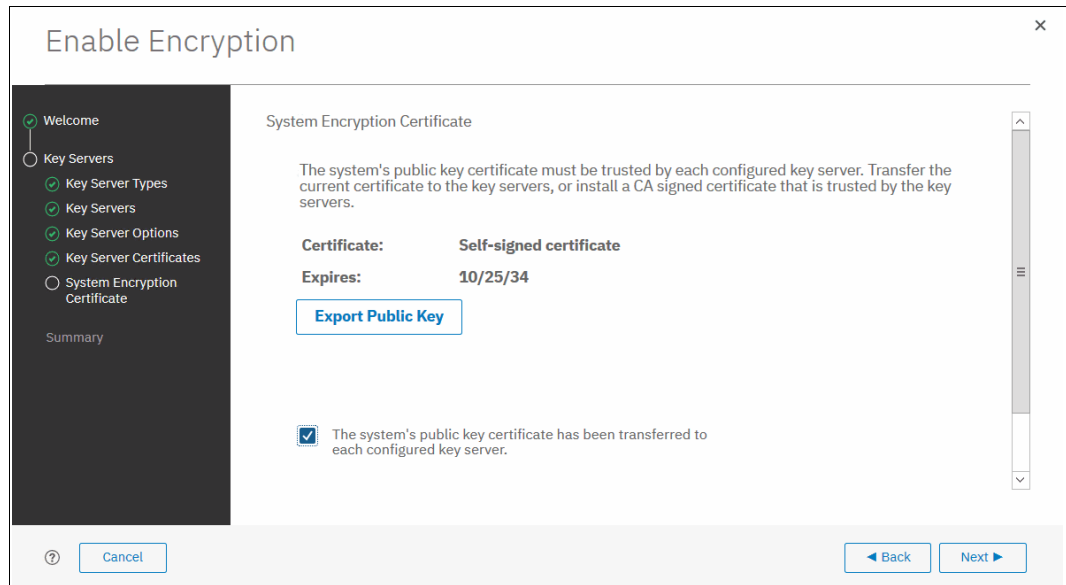 Enable Encryption
Welcome
Key Servers
Key Server Types
Key Servers
Key Server Options
Key Server Certificates
System Encryption
Certificate
Summary
System Encryption Certificate
The system's public key certificate must be trusted by each configured key server. Transfer the
current certificate to the key servers, or install a CA signed certificate that is trusted by the key
servers.
Certificate: Self-signed certificate
Expires: 10/25/34
Export Public Key
The system's public key certificate has been transferred to
each configured key server.
? Cancel ◄ Back Next ►